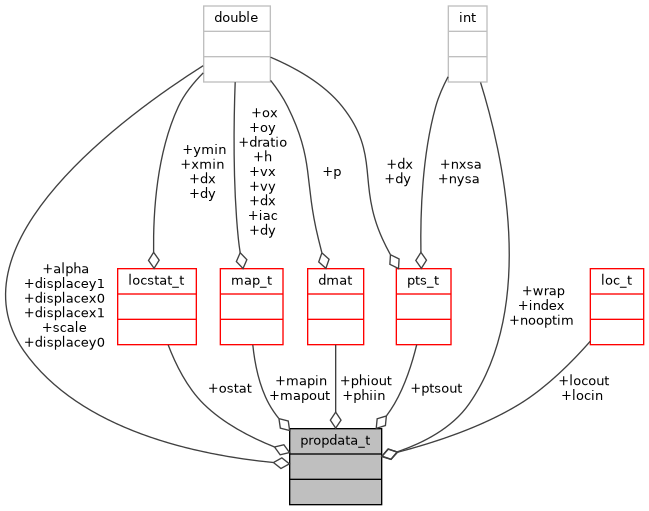 double
int
+ymin
+xmin
+dx
+dy
+ox
+oy
+dratio
+h
+vx
+vy
+dx
+iac
+dy
+p
+dx
+dy
+nxsa
+nysa
locstat_t
map_t
dmat
pts_t
loc_t
+alpha
+displacey1
+displacex0
+displacex1
+scale
+displacey0
+wrap
+index
+nooptim
+ostat
+mapin
+mapout
+phiout
+phiin
+ptsout
+locout
+locin
propdata_t